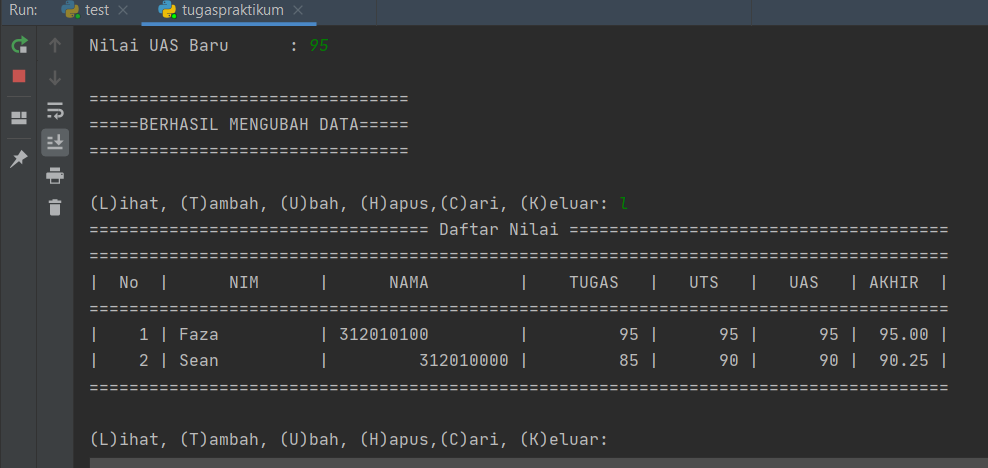 Run: test tugaspraktikum
Nilai UAS Baru      : 95
================================
=====BERHASIL MENGUBAH DATA=====
================================
(L)ihat, (T)ambah, (U)bah, (H)apus,(C)ari, (K)eluar: l
================================== Daftar Nilai ======================================
======================================================================================
|  No  |      NIM      |      NAMA         |    TUGAS   |   UTS   |   UAS   | AKHIR  |
======================================================================================
|    1 | Faza          | 312010100         |         95 |      95 |      95 |  95.00 |
|    2 | Sean          |         312010000 |         85 |      90 |      90 |  90.25 |
======================================================================================
(L)ihat, (T)ambah, (U)bah, (H)apus,(C)ari, (K)eluar: